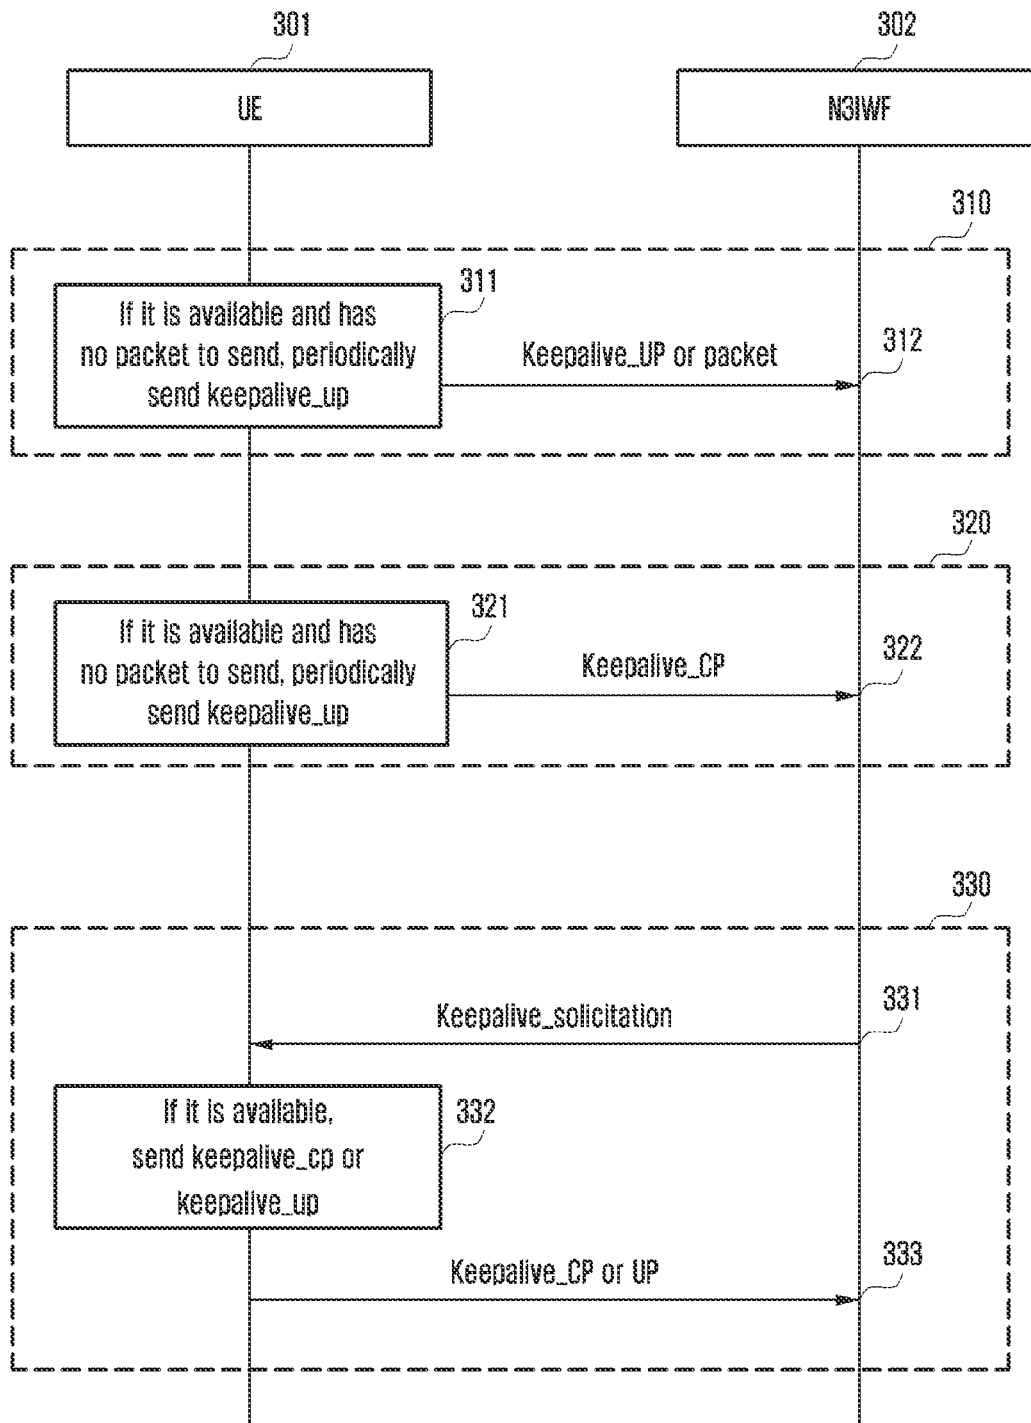 301
302
UE
N3IWF
310
If it is available and has
no packet to send, periodically
send keepalive_up
311
Keepalive_UP or packet
312
320
If it is available and has
no packet to send, periodically
send keepalive_up
321
Keepalive_CP
322
330
Keepalive_solicitation
331
If it is available,
send keepalive_cp or
keepalive_up
332
Keepalive_CP or UP
333